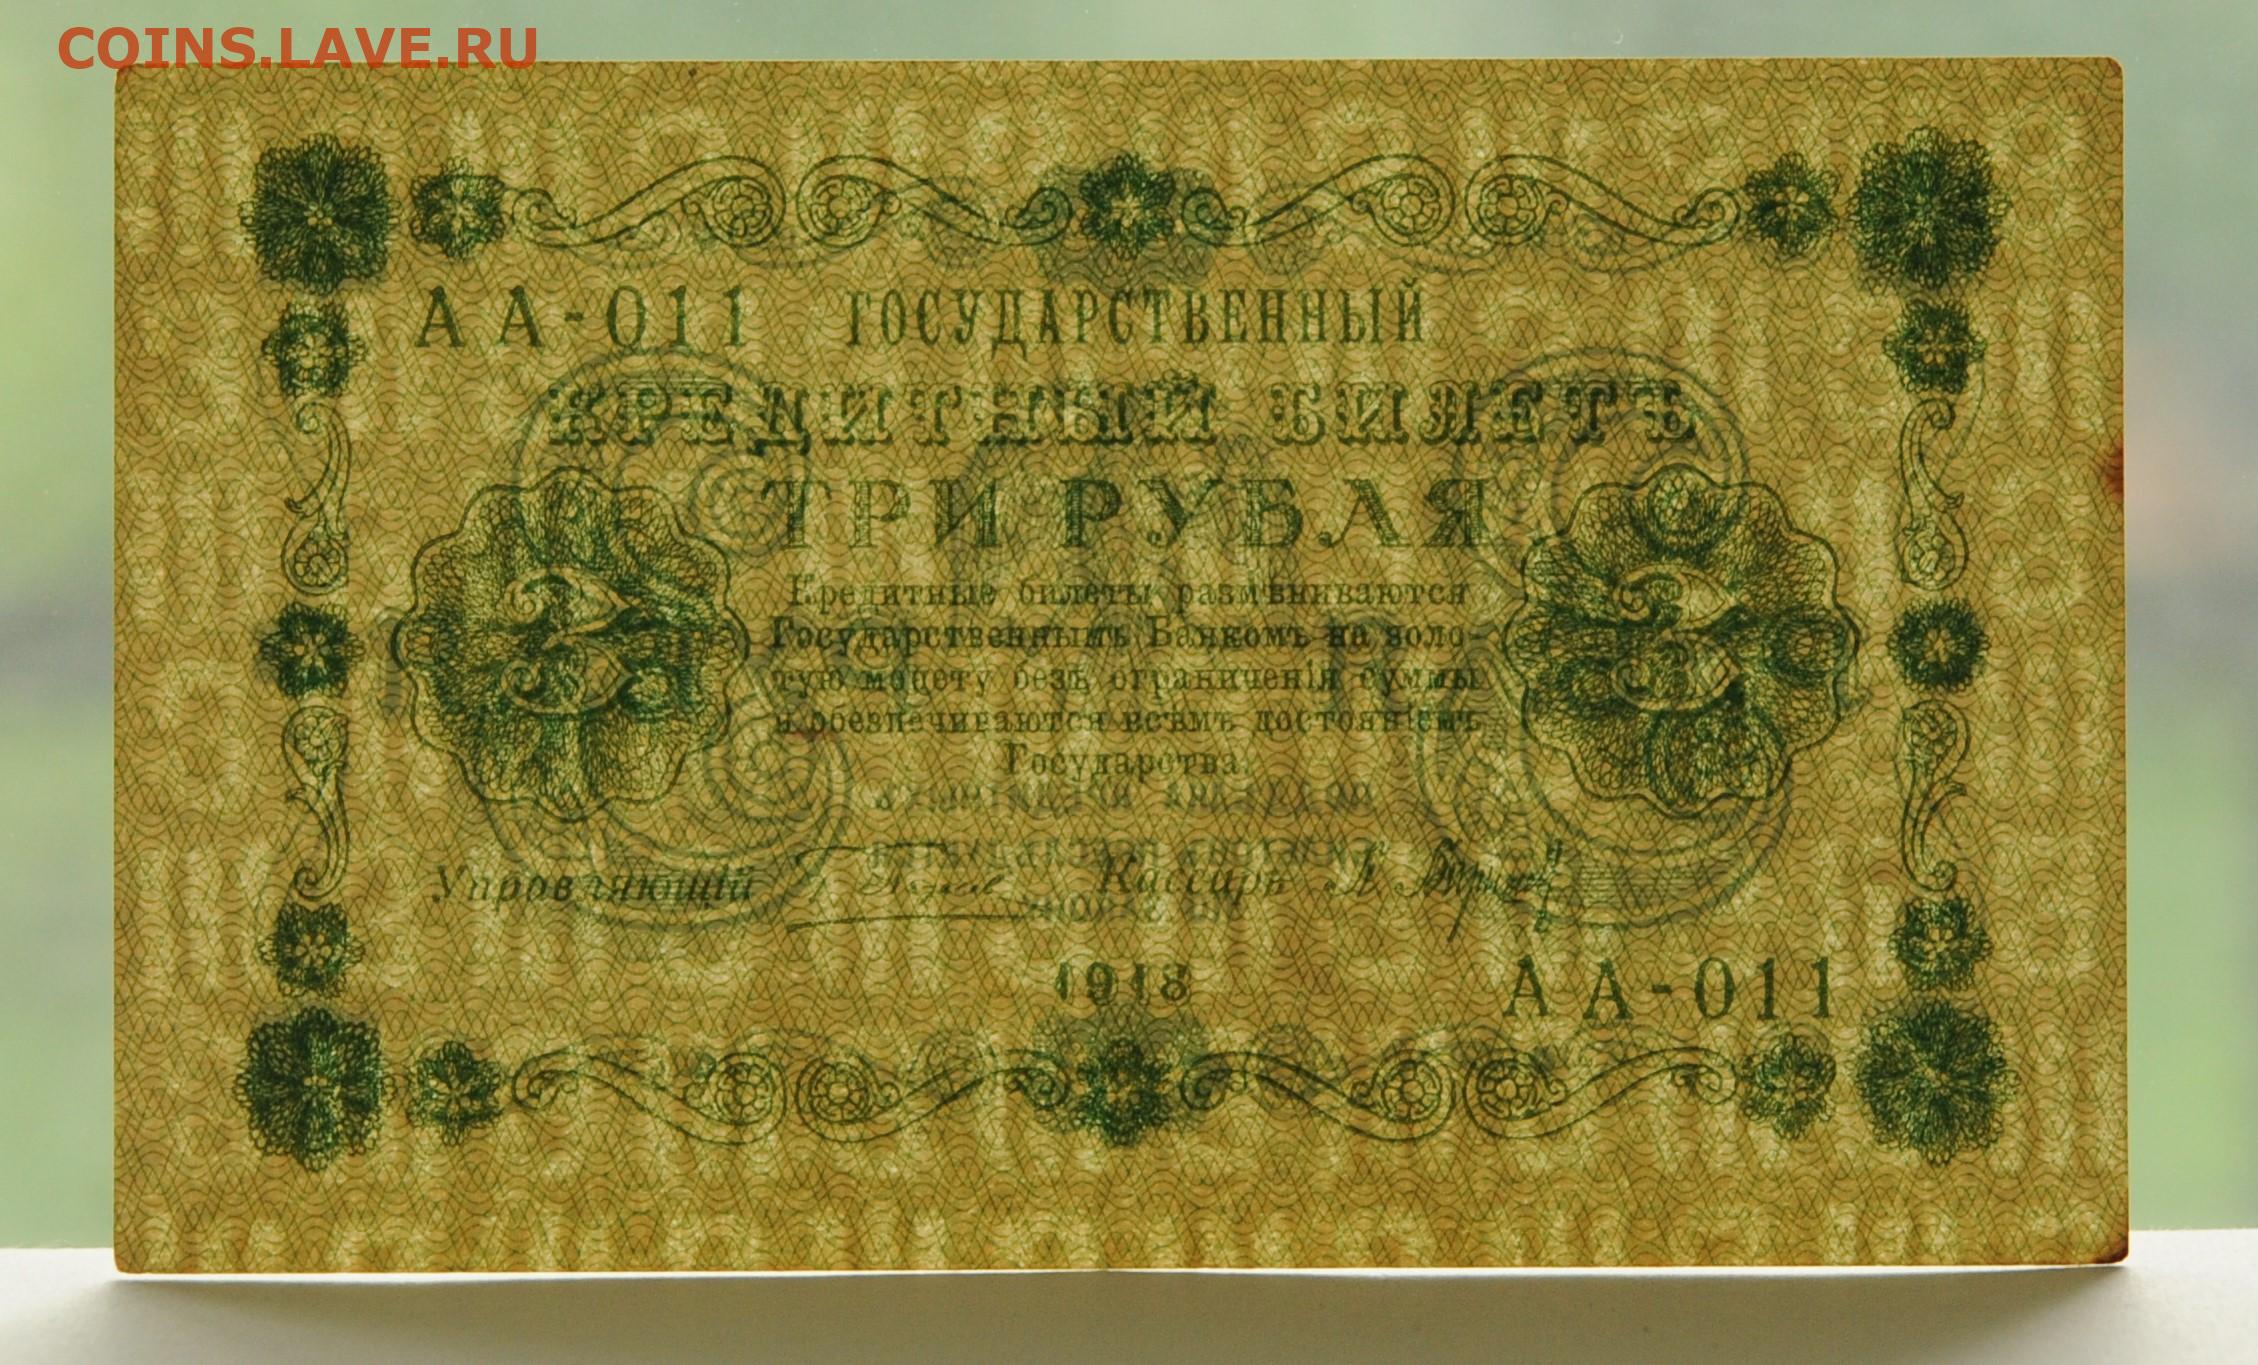 COINS.LAVE.RU
АА-011 ГОСУДАРСТВЕННЫЙ
КРЕДИТНЫЙ БИЛЕТЪ
ТРИ РУБЛЯ
Кредитные билеты размѣниваются
Государственнымъ Банкомъ на золо-
тую монету безъ ограниченія суммы
и обезпечиваются всѣмъ достояніемъ
Государства.
Управляющій Кассиръ
1918 АА-011